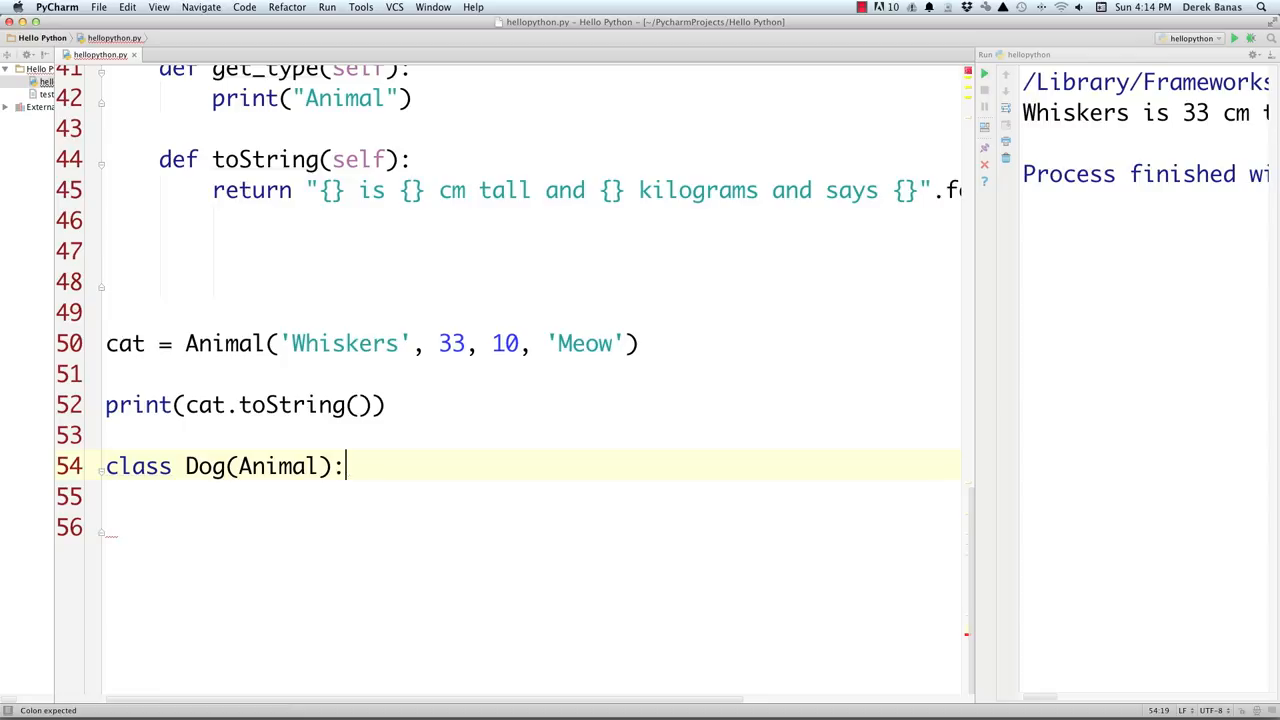 PyCharm File Edit View Navigate Code Refactor Run Tools VCS Window Help 10 Sun 4:14 PM Derek Banas
hellopython.py - Hello Python - [~/PycharmProjects/Hello Python]
Hello Python hellopython.py hellopython
hellopython.py Run hellopython
Hello P
hell
test
Externa
41 def get_type(self):
42 print("Animal")
43
44 def toString(self):
45 return "{} is {} cm tall and {} kilograms and says {}".fo
46
47
48
49
50 cat = Animal('Whiskers', 33, 10, 'Meow')
51
52 print(cat.toString())
53
54 class Dog(Animal):
55
56
/Library/Frameworks
Whiskers is 33 cm t
Process finished wi
Colon expected 54:19 LF UTF-8